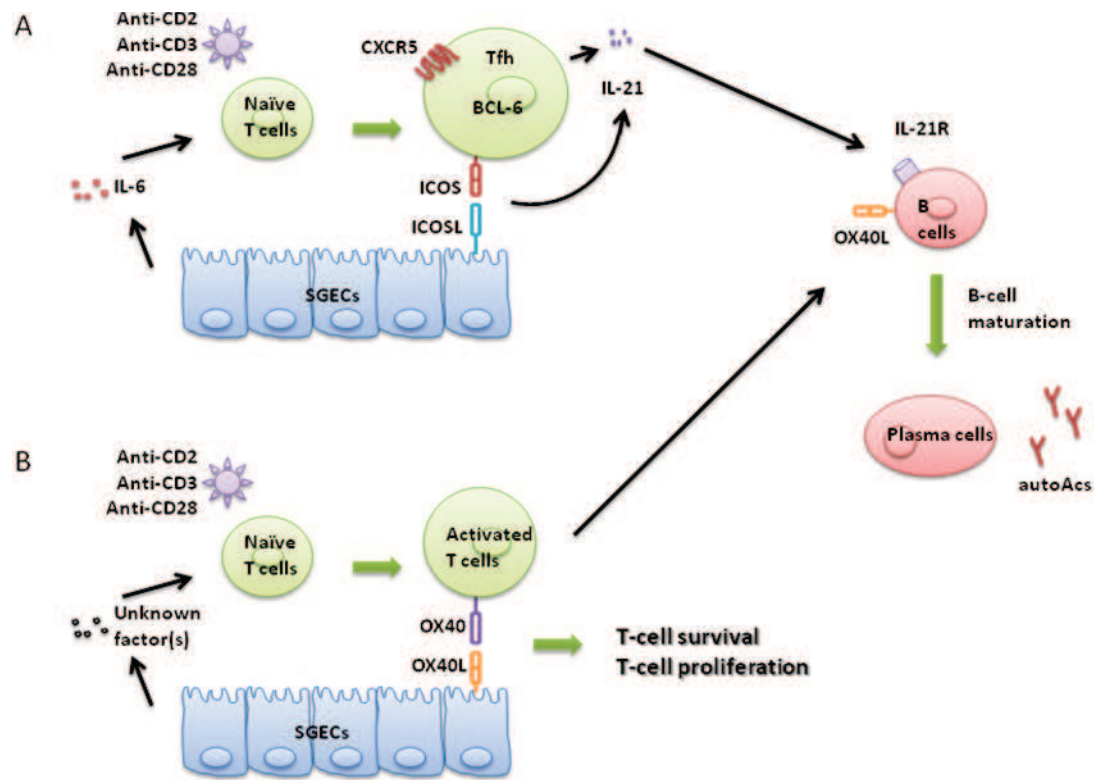 A
Anti-CD2
Anti-CD3
Anti-CD28
Naïve
T cells
IL-6
CXCR5
Tfh
BCL-6
IL-21
ICOS
ICOSL
SGECs
IL-21R
B
cells
OX40L
B-cell
maturation
Plasma cells
autoAcs
B
Anti-CD2
Anti-CD3
Anti-CD28
Naïve
T cells
Unknown
factor(s)
Activated
T cells
OX40
OX40L
SGECs
T-cell survival
T-cell proliferation